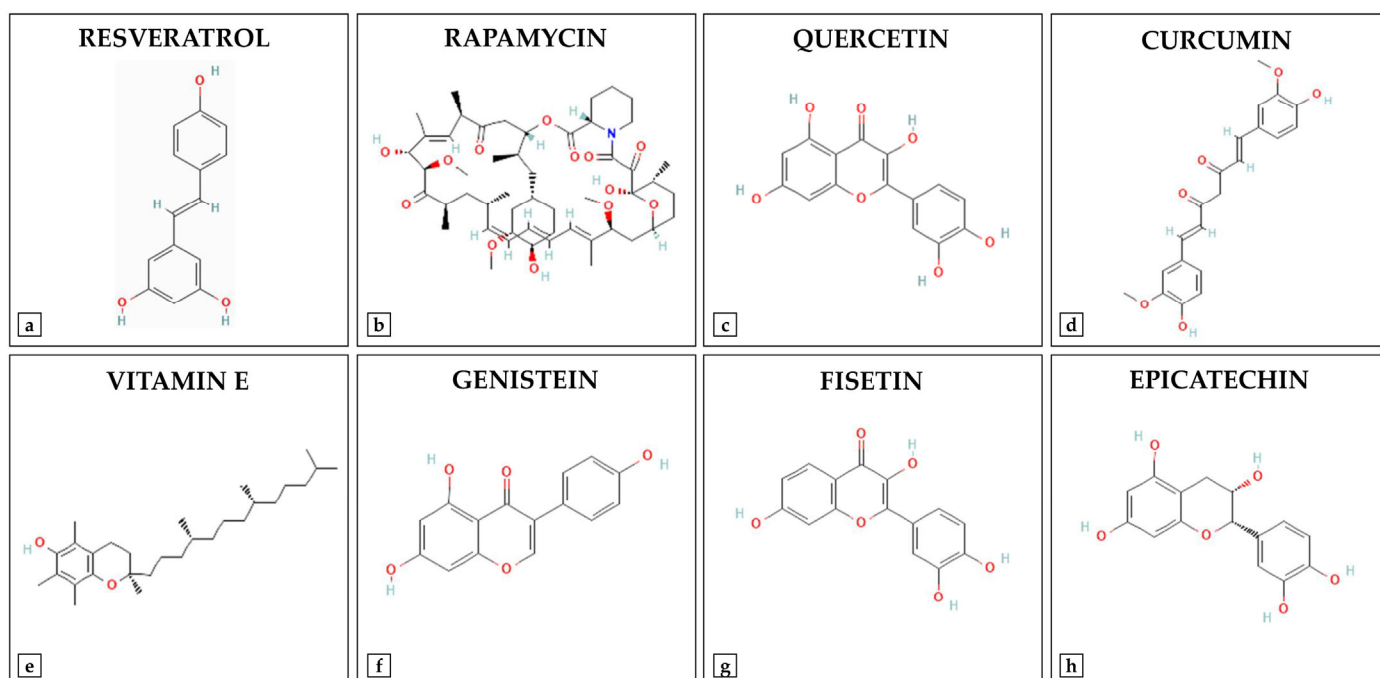 RESVERATROL
H
O
H
H
O
O
H
H
a
RAPAMYCIN
H
O
O
H
N
O
H
O
O
O
O
H
O
O
H
O
O
O
H
H
H
O
O
H
O
H
b
QUERCETIN
H
O
O
H
O
H
O
O
O
H
O
H
c
CURCUMIN
O
O
H
H
O
H
O
H
H
O
O
H
d
VITAMIN E
H
O
O
e
GENISTEIN
H
O
O
O
H
O
O
H
f
FISETIN
O
H
O
H
O
O
O
H
O
H
g
EPICATECHIN
H
O
H
O
H
O
O
O
H
O
H
h